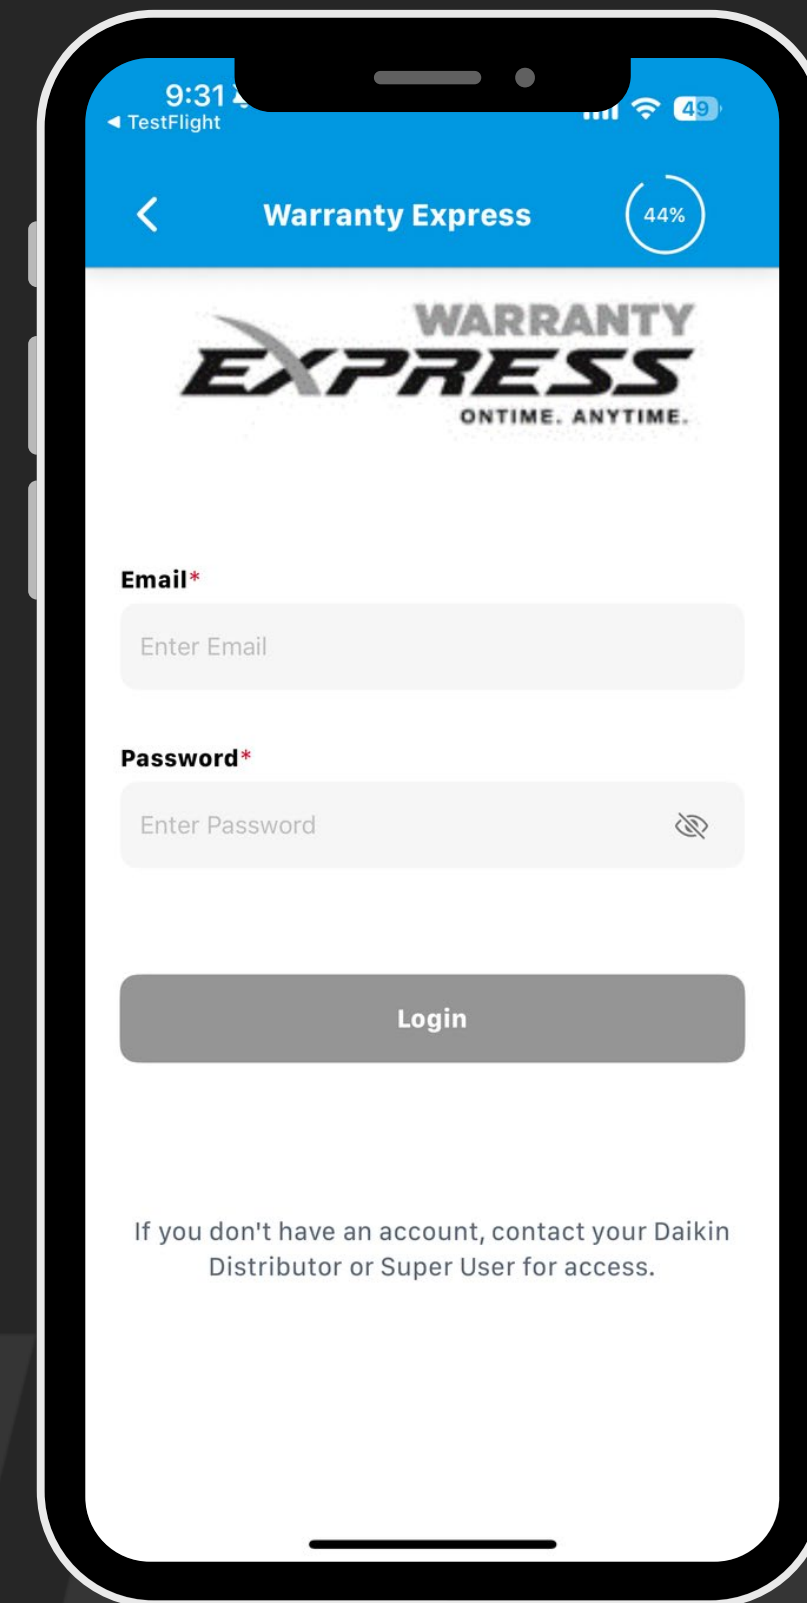 9:31
◀ TestFlight
49
Warranty Express
44%
WARRANTY
EXPRESS
ONTIME. ANYTIME.
Email*
Enter Email
Password*
Enter Password
Login
If you don't have an account, contact your Daikin
Distributor or Super User for access.